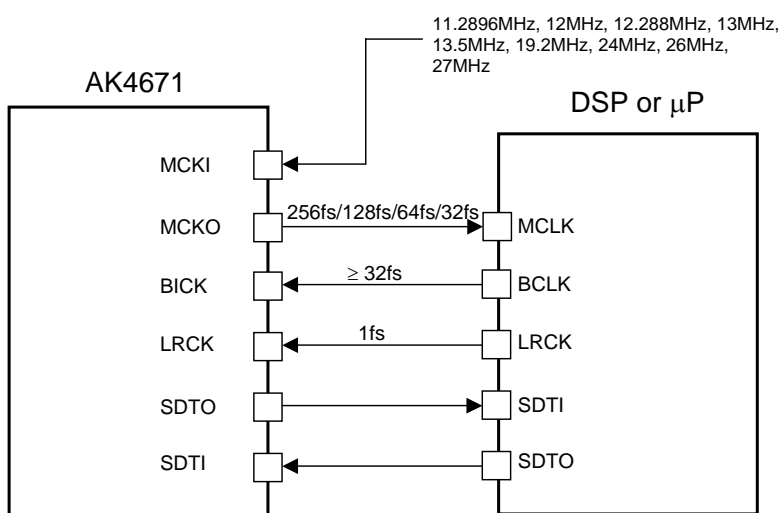 11.2896MHz, 12MHz, 12.288MHz, 13MHz,
13.5MHz, 19.2MHz, 24MHz, 26MHz,
27MHz
AK4671
DSP or μP
MCKI
MCKO
256fs/128fs/64fs/32fs
MCLK
BICK
≥ 32fs
BCLK
LRCK
1fs
LRCK
SDTO
SDTI
SDTI
SDTO